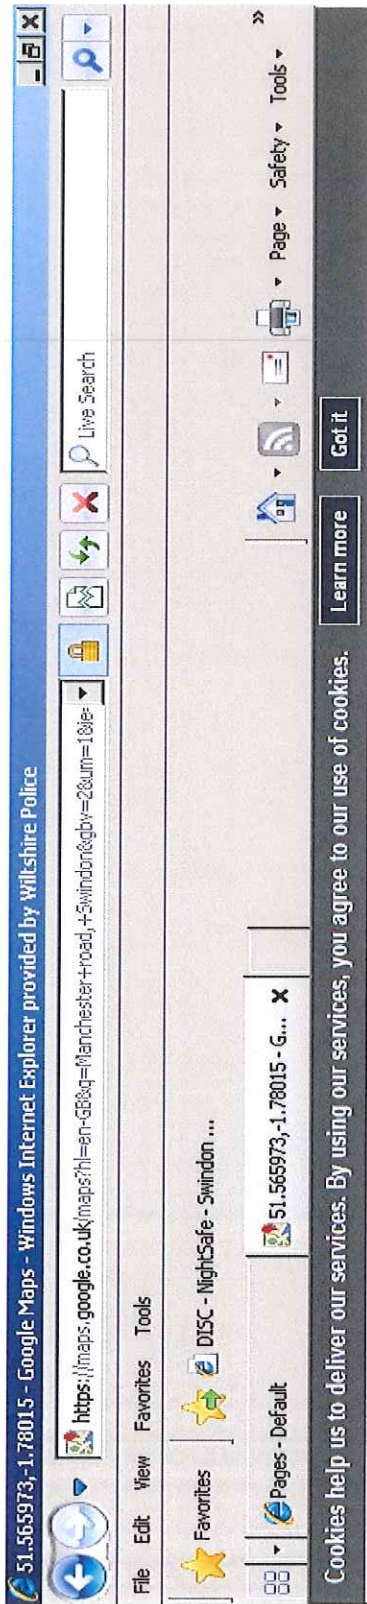 51.565973,-1.78015 - Google Maps - Windows Internet Explorer provided by Wiltshire Police
https://maps.google.co.uk/maps?hl=en-GB&q=Manchester+road,+Swindon&gbv=2&um=1&ie= Live Search
File Edit View Favorites Tools
Favorites DISC - NightSafe - Swindon ...
Pages - Default 51.565973,-1.78015 - G... Page Safety Tools »
Cookies help us to deliver our services. By using our services, you agree to our use of cookies. Learn more Got it